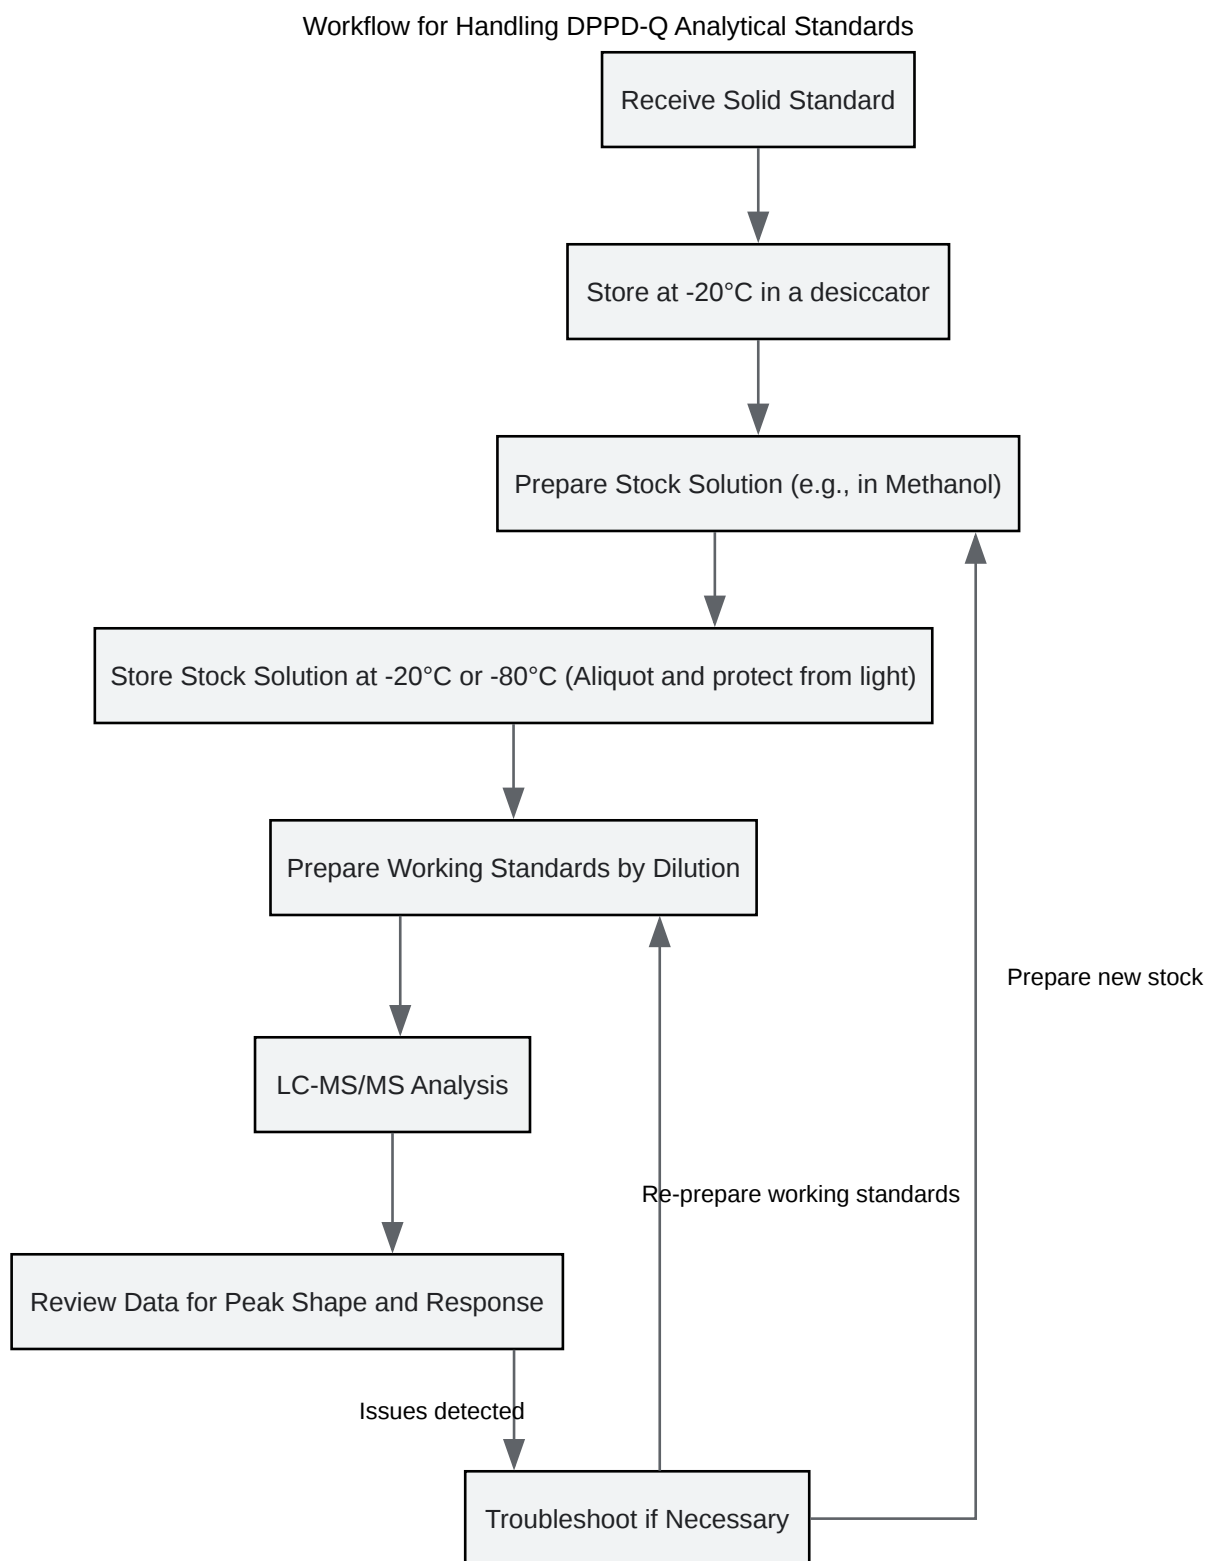 Workflow for Handling DPPD-Q Analytical Standards
Receive Solid Standard
Store at -20°C in a desiccator
Prepare Stock Solution (e.g., in Methanol)
Store Stock Solution at -20°C or -80°C (Aliquot and protect from light)
Prepare Working Standards by Dilution
Prepare new stock
LC-MS/MS Analysis
Re-prepare working standards
Review Data for Peak Shape and Response
Issues detected
Troubleshoot if Necessary